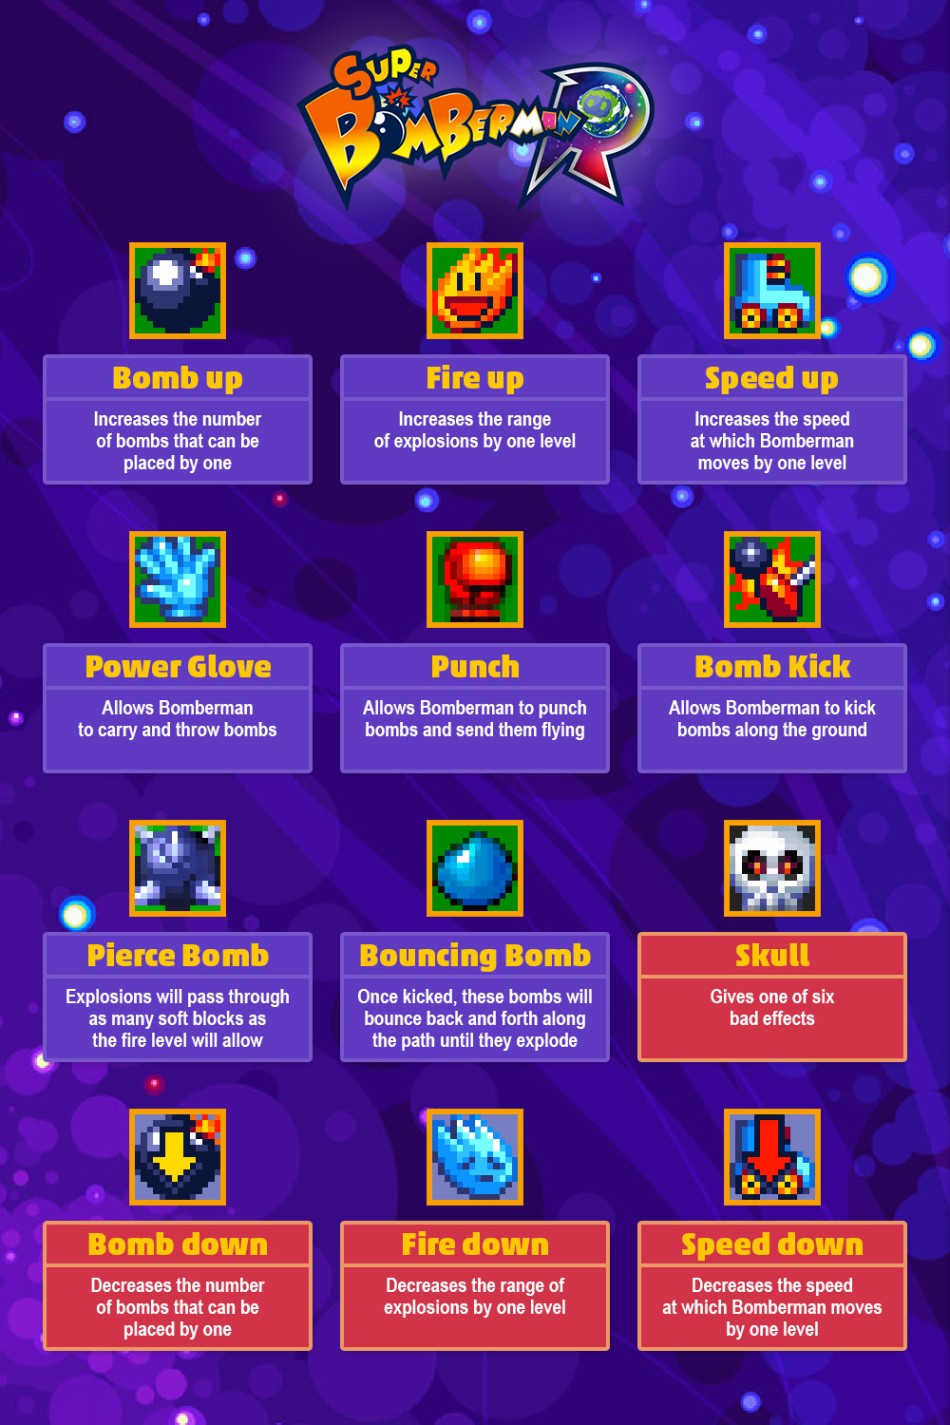 SUPER
BOMBERMAN R
Bomb up
Fire up
Speed up
Increases the number
of bombs that can be
placed by one
Increases the range
of explosions by one level
Increases the speed
at which Bomberman
moves by one level
Power Glove
Punch
Bomb Kick
Allows Bomberman
to carry and throw bombs
Allows Bomberman to punch
bombs and send them flying
Allows Bomberman to kick
bombs along the ground
Pierce Bomb
Bouncing Bomb
Skull
Explosions will pass through
as many soft blocks as
the fire level will allow
Once kicked, these bombs will
bounce back and forth along
the path until they explode
Gives one of six
bad effects
Bomb down
Fire down
Speed down
Decreases the number
of bombs that can be
placed by one
Decreases the range of
explosions by one level
Decreases the speed
at which Bomberman moves
by one level